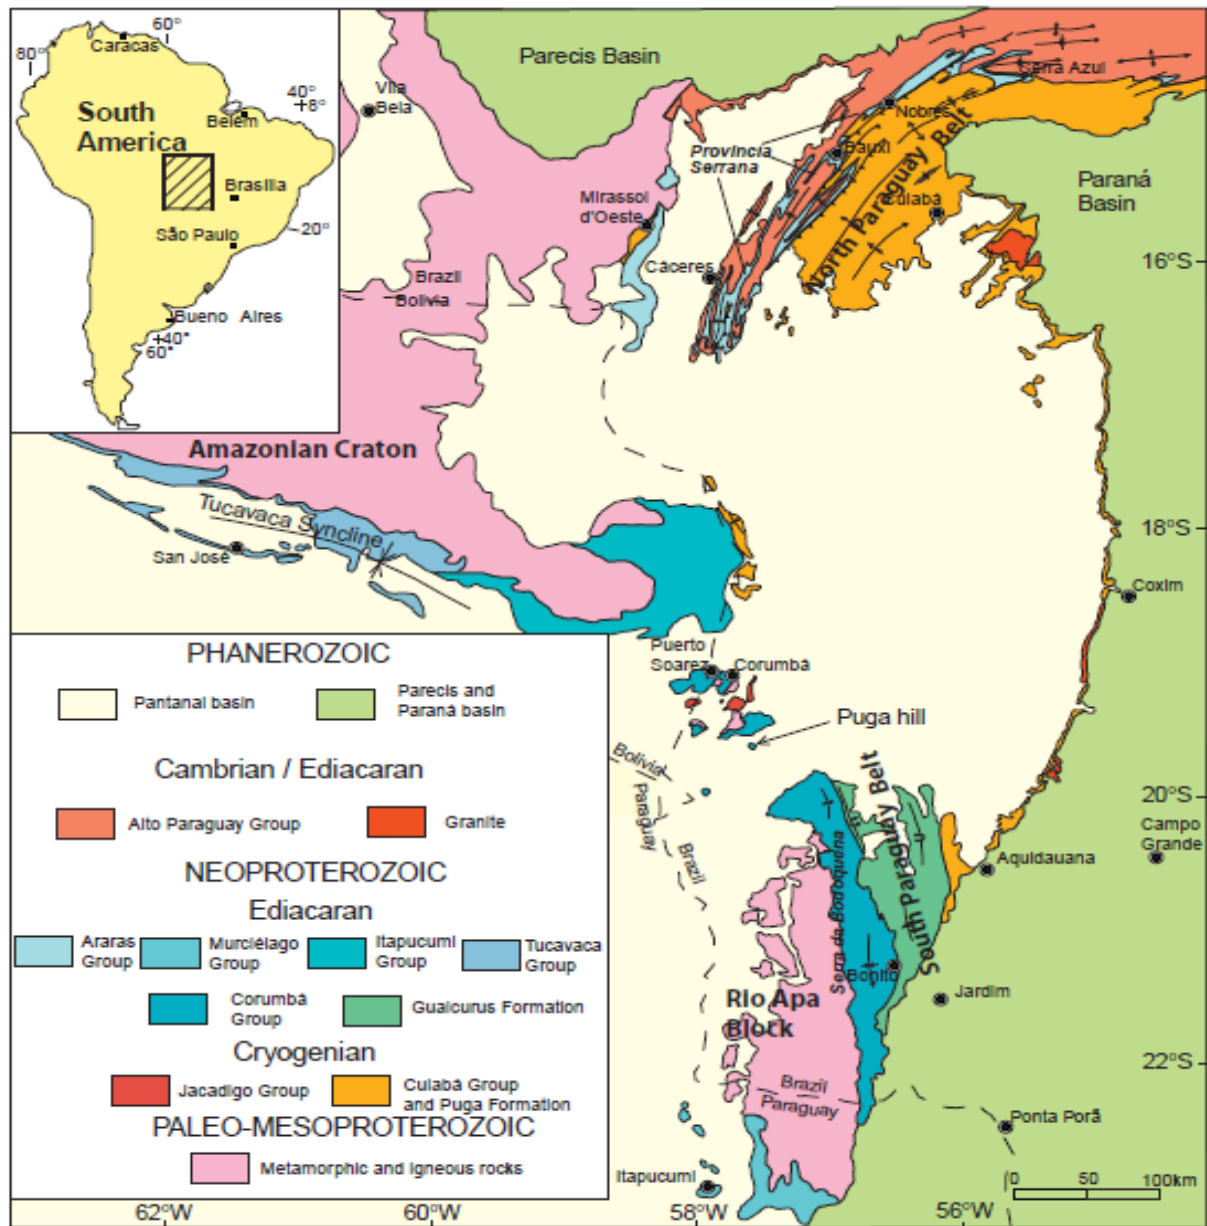 60°
Caracas
80°
40°
+8°
South
America
Belém
Brasília
São Paulo
20°
Bueno Aires
+40°
60°
Parecis Basin
Vila
Bela
Serra Azul
Nobres
Bauxi
Província
Serrana
North Paraguay Belt
Cuiabá
Paraná
Basin
Mirassol
d'Oeste
Cáceres
Brazil
Bolivia
16°S
Amazonian Craton
Tucavaca Syncline
San José
18°S
Coxim
Puerto
Soarez
Corumbá
Puga hill
Bolivia
Paraguay
Brazil
20°S
Campo
Grande
Aquidauana
South Paraguay Belt
Serra da Bodoquena
Bonito
Jardim
Rio Apa
Block
22°S
Brazil
Paraguay
Ponta Porã
Itapucumi
0 50 100km
62°W 60°W 58°W 56°W
PHANEROZOIC
Pantanal basin
Parecis and
Paraná basin
Cambrian / Ediacaran
Alto Paraguay Group
Granite
NEOPROTEROZOIC
Ediacaran
Araras
Group
Murciélago
Group
Itapucumi
Group
Tucavaca
Group
Corumbá
Group
Guaicurus Formation
Cryogenian
Jacadigo Group
Cuiabá Group
and Puga Formation
PALEO-MESOPROTEROZOIC
Metamorphic and igneous rocks